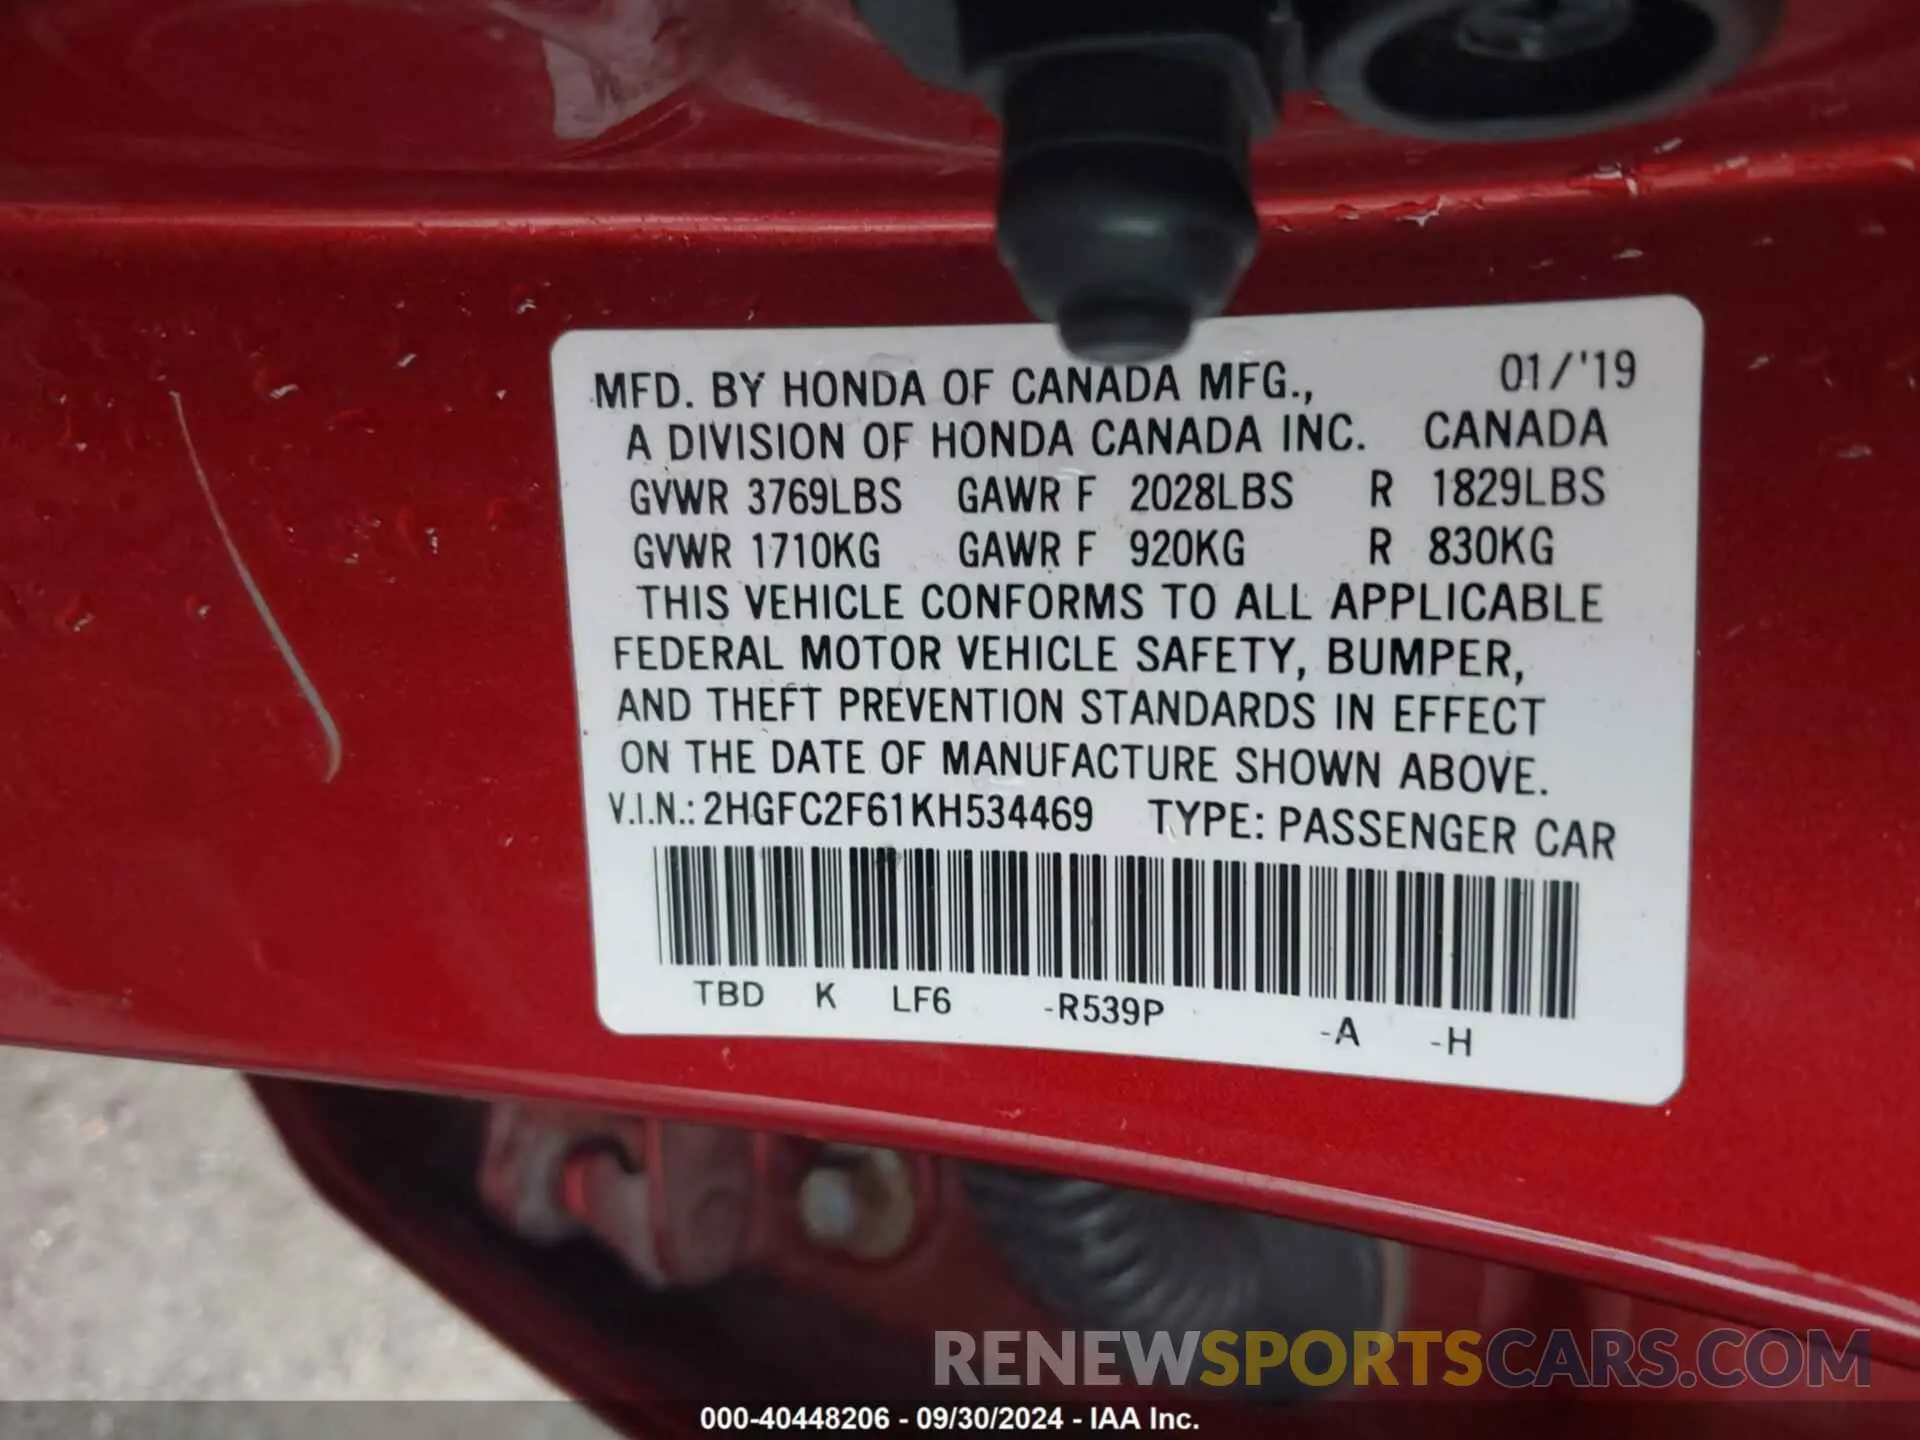 MFD. BY HONDA OF CANADA MFG., 01/'19
A DIVISION OF HONDA CANADA INC. CANADA
GVWR 3769LBS GAWR F 2028LBS R 1829LBS
GVWR 1710KG GAWR F 920KG R 830KG
THIS VEHICLE CONFORMS TO ALL APPLICABLE
FEDERAL MOTOR VEHICLE SAFETY, BUMPER,
AND THEFT PREVENTION STANDARDS IN EFFECT
ON THE DATE OF MANUFACTURE SHOWN ABOVE.
V.I.N.: 2HGFC2F61KH534469 TYPE: PASSENGER CAR
TBD K LF6 -R539P -A -H
RENEWSPORTSCARS.COM
000-40448206 - 09/30/2024 - IAA Inc.